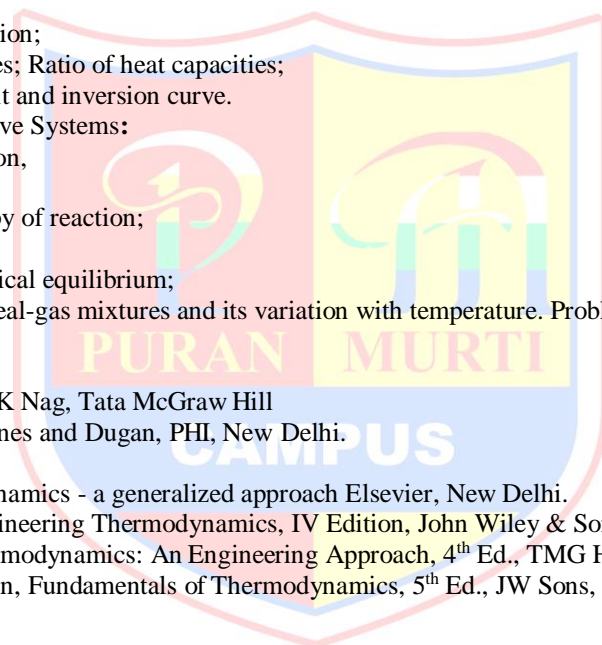 ion;
es; Ratio of heat capacities;
t and inversion curve.
ve Systems:
on,
y of reaction;
ical equilibrium;
eal-gas mixtures and its variation with temperature. Probl
PURAN MURTI
K Nag, Tata McGraw Hill
nes and Dugan, PHI, New Delhi.
CAMPUS
namics - a generalized approach Elsevier, New Delhi.
ineering Thermodynamics, IV Edition, John Wiley & So
modynamics: An Engineering Approach, 4th Ed., TMG H
n, Fundamentals of Thermodynamics, 5th Ed., JW Sons,